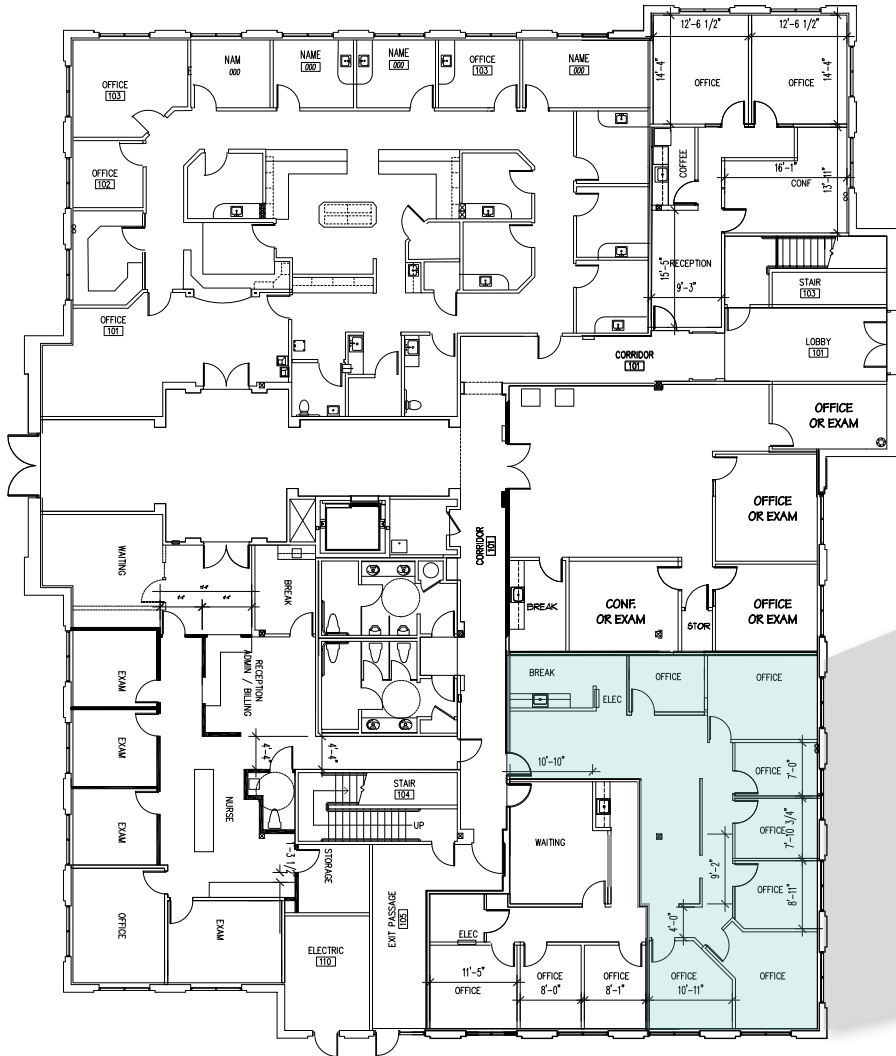 12'-6 1/2"
12'-6 1/2"
14'-4"
14'-4"
OFFICE
OFFICE
OFFICE
103
NAM
000
NAME
000
NAME
000
OFFICE
103
NAME
000
OFFICE
102
COFFEE
16'-1"
CONF
13'-11"
RECEPTION
15'-5"
9'-3"
STAIR
103
OFFICE
101
LOBBY
101
CORRIDOR
101
OFFICE
OR EXAM
OFFICE
OR EXAM
CORRIDOR
101
WAITING
BREAK
BREAK
CONF.
OR EXAM
STOR
OFFICE
OR EXAM
EXAM
RECEPTION
ADMIN / BILLING
BREAK
ELEC
OFFICE
OFFICE
EXAM
4'-4"
4'-4"
10'-10"
OFFICE
7'-0"
STAIR
104
UP
EXAM
NURSE
WAITING
OFFICE
7'-10 3/4"
9'-2"
STORAGE
OFFICE
8'-11"
OFFICE
EXAM
EXIT PASSAGE
105
ELEC
4'-0"
ELECTRIC
110
11'-5"
OFFICE
OFFICE
8'-0"
OFFICE
8'-1"
OFFICE
10'-11"
OFFICE